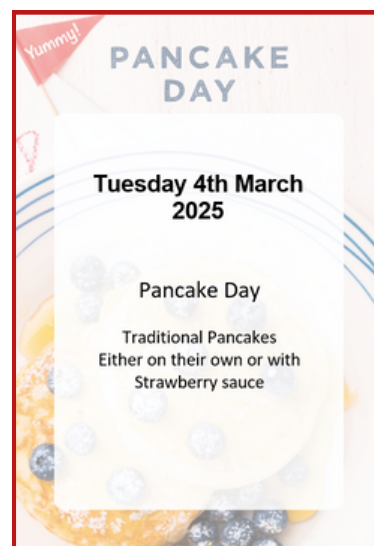 Yummy!
PANCAKE
DAY
Tuesday 4th March
2025
Pancake Day
Traditional Pancakes
Either on their own or with
Strawberry sauce